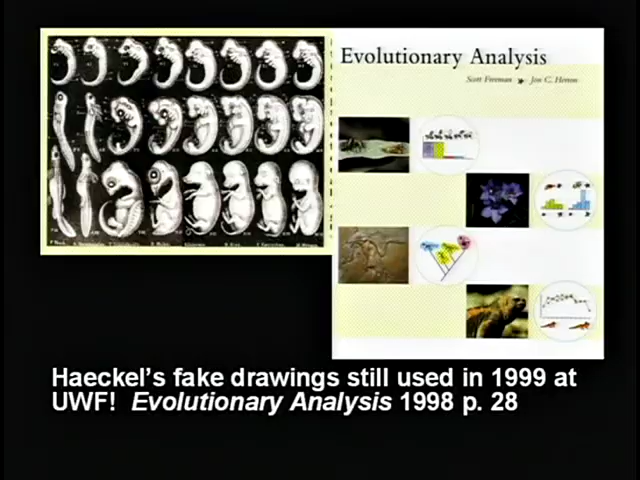 Evolutionary Analysis
Scott Freeman Jon C. Herron
Haeckel's fake drawings still used in 1999 at
UWF! Evolutionary Analysis 1998 p. 28